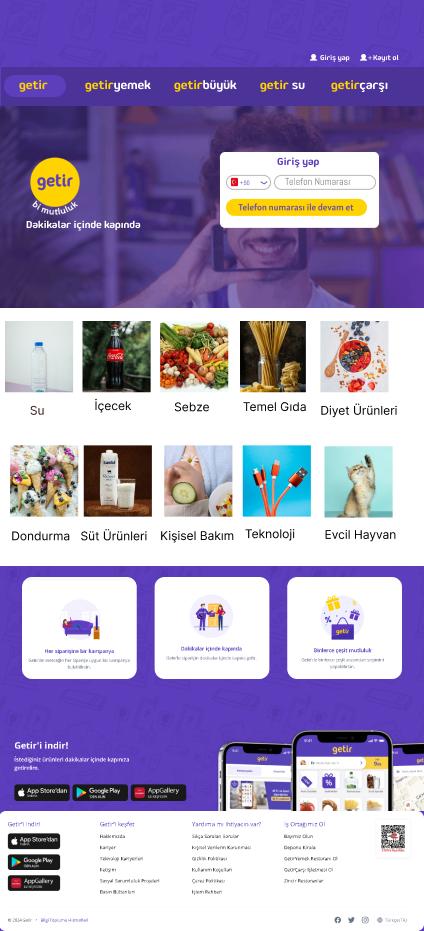 Giriş yap
+ Kayıt ol
getir
getiryemek
getirbüyük
getir su
getirçarşı
getir
bi mutluluk
Dakikalar içinde kapında
Giriş yap
+90
Telefon Numarası
Telefon numarası ile devam et
Coca-Cola
Su
İçecek
Sebze
Temel Gıda
Diyet Ürünleri
Dondurma
Süt Ürünleri
Kişisel Bakım
Teknoloji
Evcil Hayvan
getir
Her siparişine bir kampanya
Dakikalar içinde kapında
Binlerce çeşit mutluluk
Getir'i indir!
İstediğiniz ürünleri dakikalar içinde kapınıza
getirelim.
App Store'dan
Google Play
AppGallery
getir
Getir'i indir!
App Store'dan
Google Play
AppGallery
Getir'i keşfet
Hakkımızda
Kariyer
Teknoloji Kariyerleri
İletişim
Sosyal Sorumluluk Projeleri
Basın Bültenleri
Yardıma mı ihtiyacın var?
Sıkça Sorulan Sorular
Kişisel Verilerin Korunması
Gizlilik Politikası
Kullanım Koşulları
Çerez Politikası
İşlem Rehberi
İş Ortağımız Ol
Bayimiz Olun
Deponu Kirala
GetirYemek Restoranı Ol
GetirÇarşı İşletmesi Ol
Zincir Restoranlar
© 2024 Getir
Bilgi Toplumu Hizmetleri
Türkçe(TR)